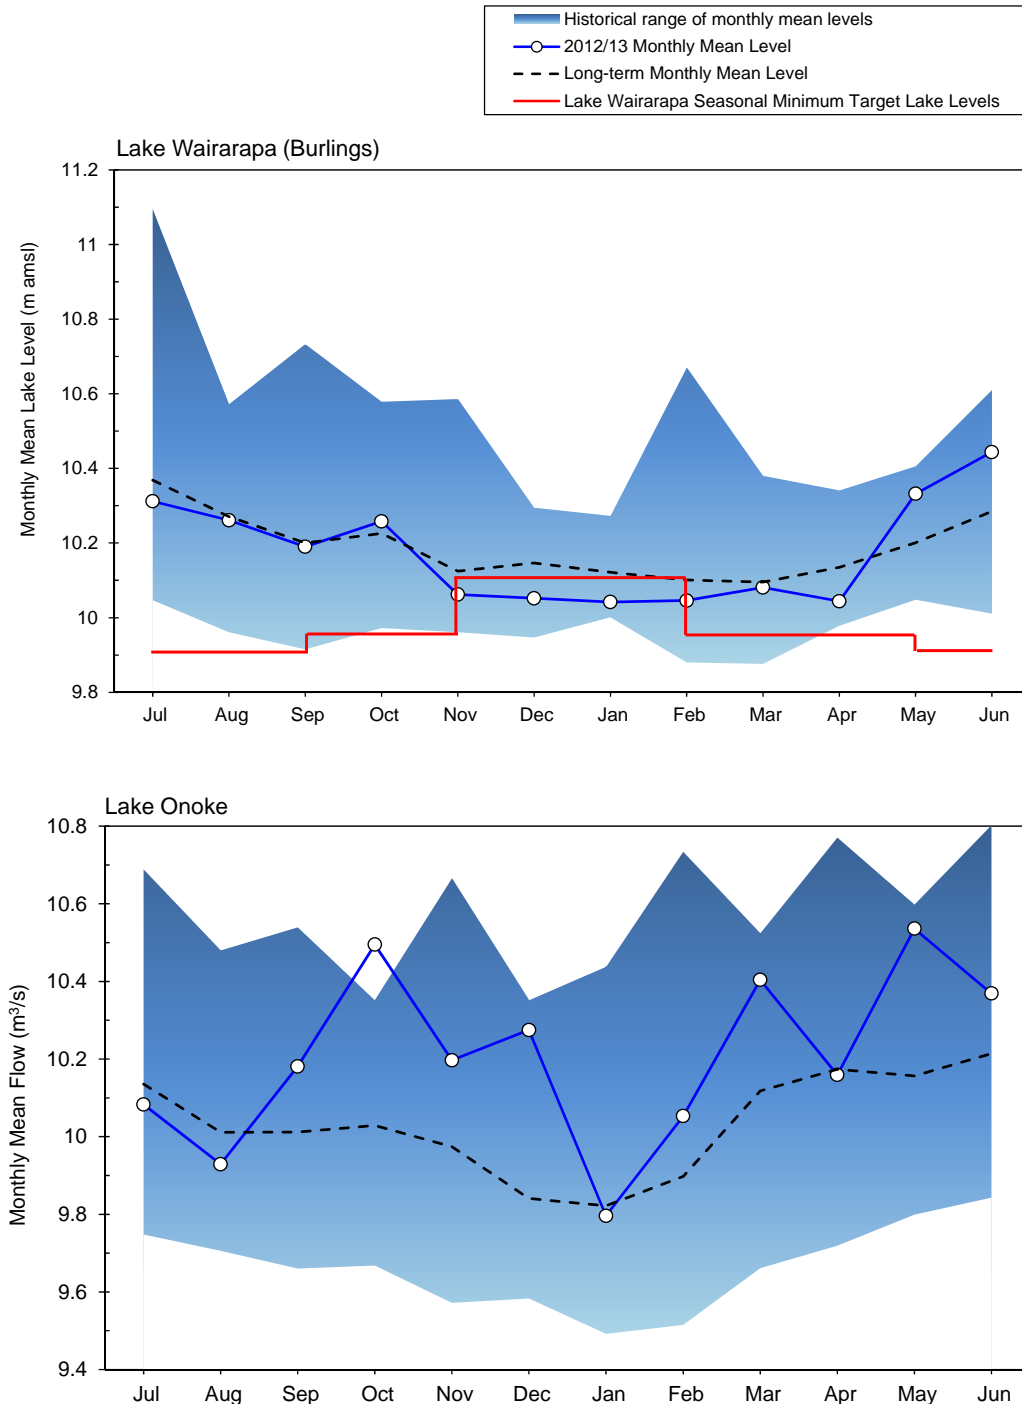 Historical range of monthly mean levels
2012/13 Monthly Mean Level
Long-term Monthly Mean Level
Lake Wairarapa Seasonal Minimum Target Lake Levels
Lake Wairarapa (Burlings)
Monthly Mean Lake Level (m amsl)
11.2
11
10.8
10.6
10.4
10.2
10
9.8
Jul Aug Sep Oct Nov Dec Jan Feb Mar Apr May Jun
Lake Onoke
Monthly Mean Flow (m³/s)
10.8
10.6
10.4
10.2
10
9.8
9.6
9.4
Jul Aug Sep Oct Nov Dec Jan Feb Mar Apr May Jun